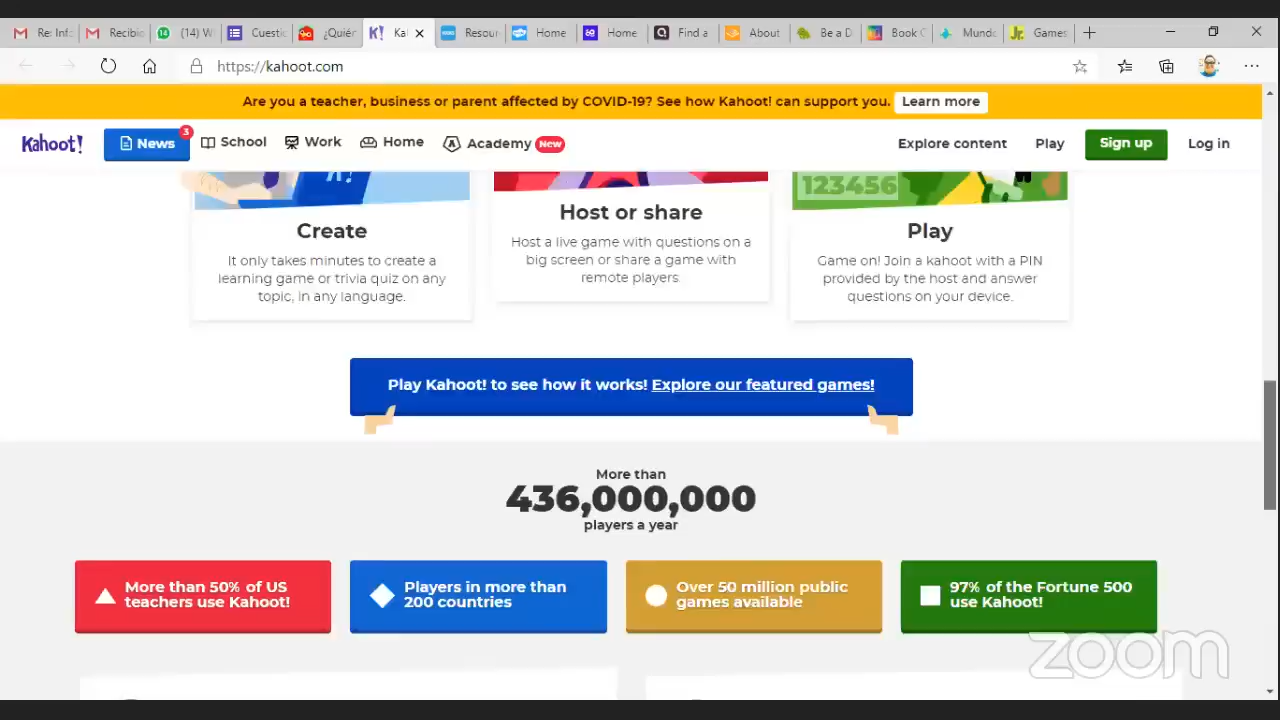 Re: Info
Recibio
(14) W
Cuestic
¿Quién
Kal
Resour
Home
Home
Find a
About
Be a D
Book C
Mundo
Games
https://kahoot.com
Are you a teacher, business or parent affected by COVID-19? See how Kahoot! can support you.
Learn more
Kahoot!
News
3
School
Work
Home
Academy
New
Explore content
Play
Sign up
Log in
123456
Create
It only takes minutes to create a
learning game or trivia quiz on any
topic, in any language.
Host or share
Host a live game with questions on a
big screen or share a game with
remote players.
Play
Game on! Join a kahoot with a PIN
provided by the host and answer
questions on your device.
Play Kahoot! to see how it works! Explore our featured games!
More than
436,000,000
players a year
More than 50% of US
teachers use Kahoot!
Players in more than
200 countries
Over 50 million public
games available
97% of the Fortune 500
use Kahoot!
zoom